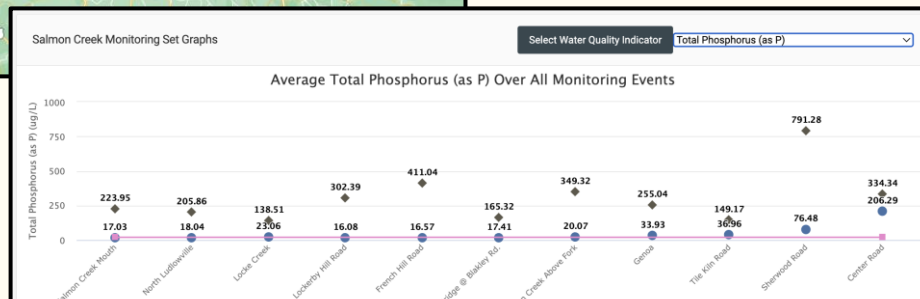 Salmon Creek Monitoring Set Graphs
Select Water Quality Indicator
Total Phosphorus (as P)
Average Total Phosphorus (as P) Over All Monitoring Events
Total Phosphorus (as P) (ug/L)
1000
750
500
250
0
223.95
205.86
138.51
302.39
411.04
165.32
349.32
255.04
149.17
791.28
334.34
17.03
18.04
23.06
16.08
16.57
17.41
20.07
33.93
36.96
76.48
206.29
Salmon Creek Mouth
North Ludlowville
Locke Creek
Lockerby Hill Road
French Hill Road
@ Blakley Rd.
Creek Above Fork
Genoa
Tile Kiln Road
Sherwood Road
Center Road